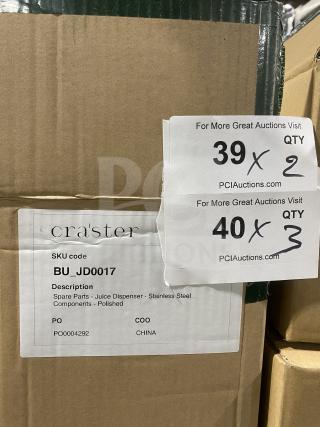 For More Great Auctions Visit
QTY
39 x 2
PCIAuctions.com
For More Great Auctions Visit
QTY
40 x 3
PCIAuctions.com
craster
SKU code
BU_JD0017
Description
Spare Parts - Juice Dispenser - Stainless Steel
Components - Polished
PO COO
PO0004292 CHINA